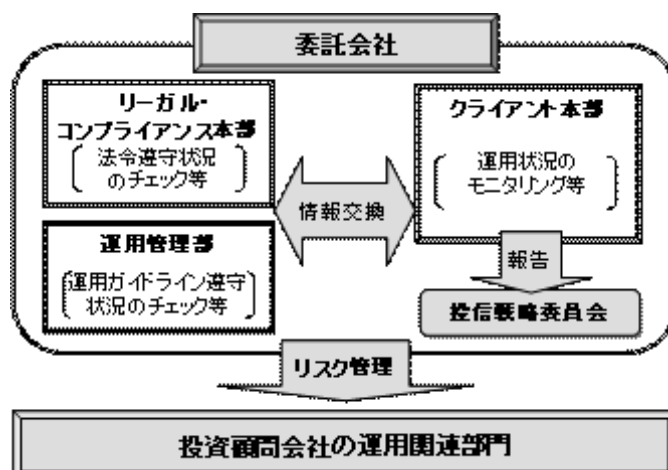 委託会社
リーガル・
コンプライアンス本部
法令遵守状況
のチェック等
クライアント本部
運用状況の
モニタリング等
情報交換
運用管理部
運用ガイドライン遵守
状況のチェック等
報告
投信戦略委員会
リスク管理
投資顧問会社の運用関連部門